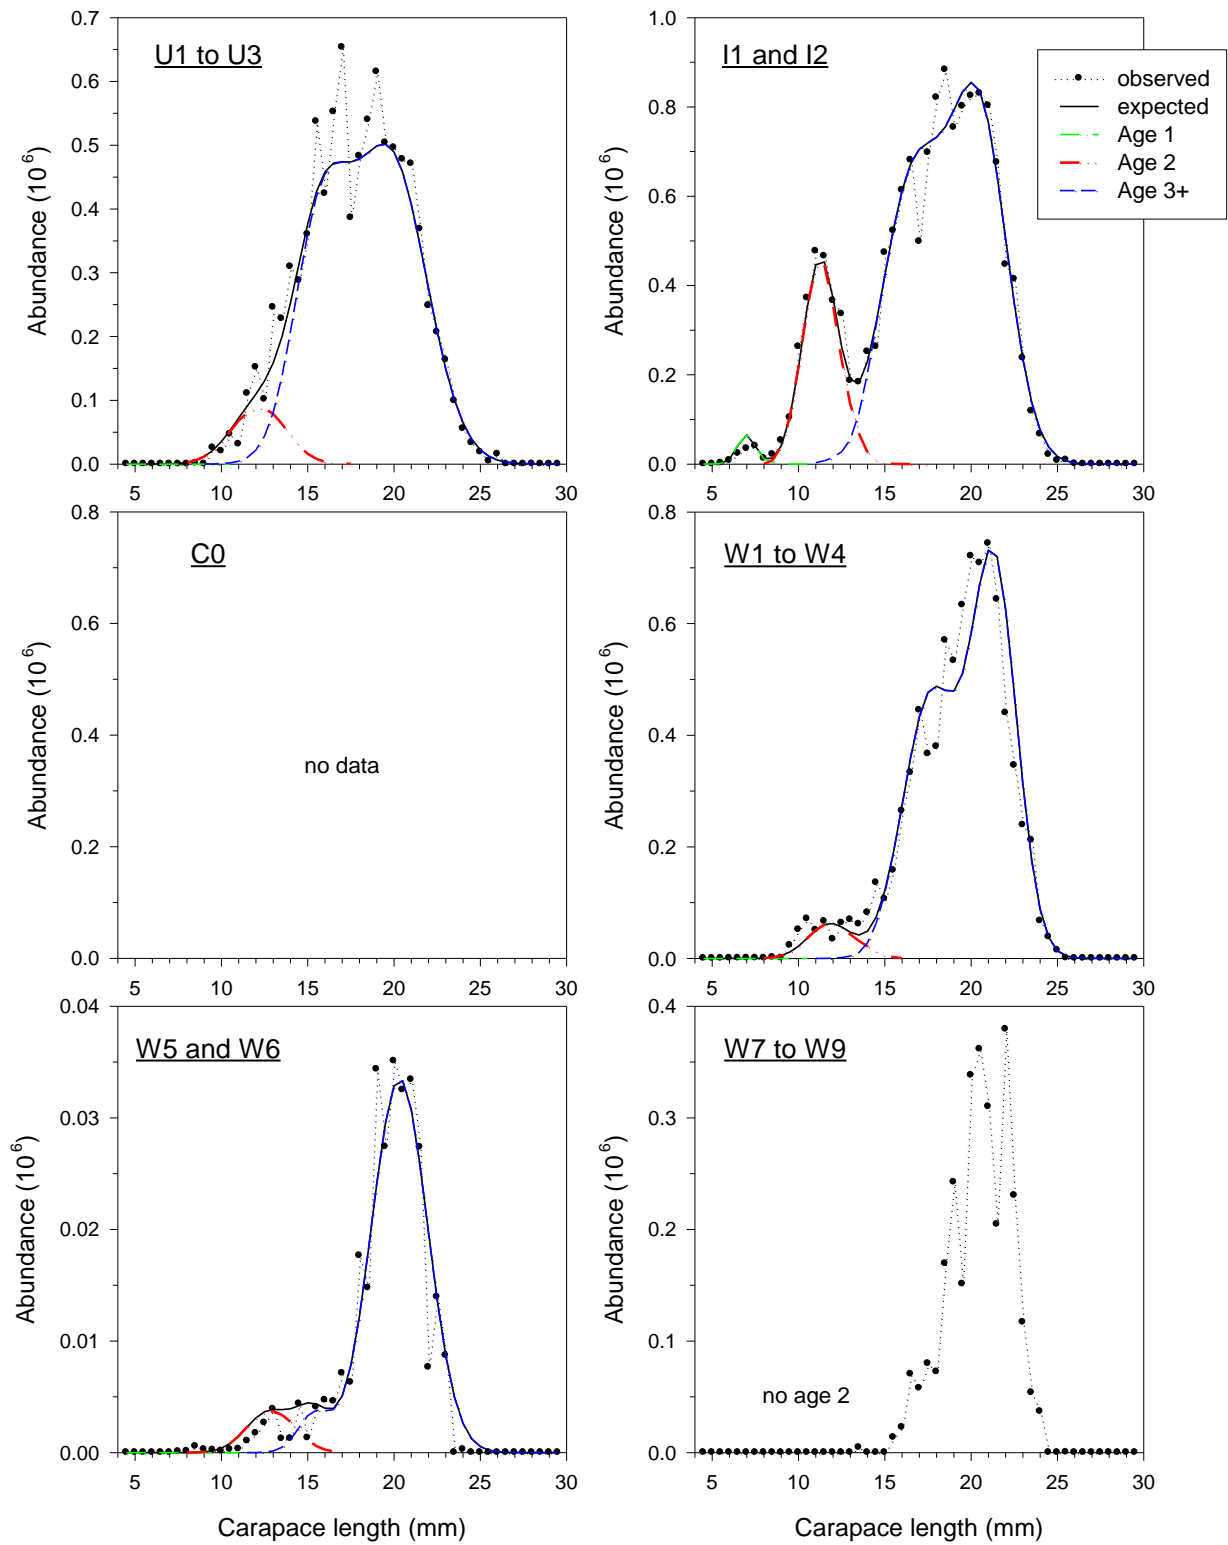 U1 to U3
Abundance (10^6)
0.7
0.6
0.5
0.4
0.3
0.2
0.1
0.0
5 10 15 20 25 30
I1 and I2
Abundance (10^6)
1.0
0.8
0.6
0.4
0.2
0.0
5 10 15 20 25 30
observed
expected
Age 1
Age 2
Age 3+
C0
Abundance (10^6)
0.8
0.6
0.4
0.2
0.0
no data
5 10 15 20 25 30
W1 to W4
Abundance (10^6)
0.8
0.6
0.4
0.2
0.0
5 10 15 20 25 30
W5 and W6
Abundance (10^6)
0.04
0.03
0.02
0.01
0.00
5 10 15 20 25 30
Carapace length (mm)
W7 to W9
Abundance (10^6)
0.4
0.3
0.2
0.1
0.0
no age 2
5 10 15 20 25 30
Carapace length (mm)